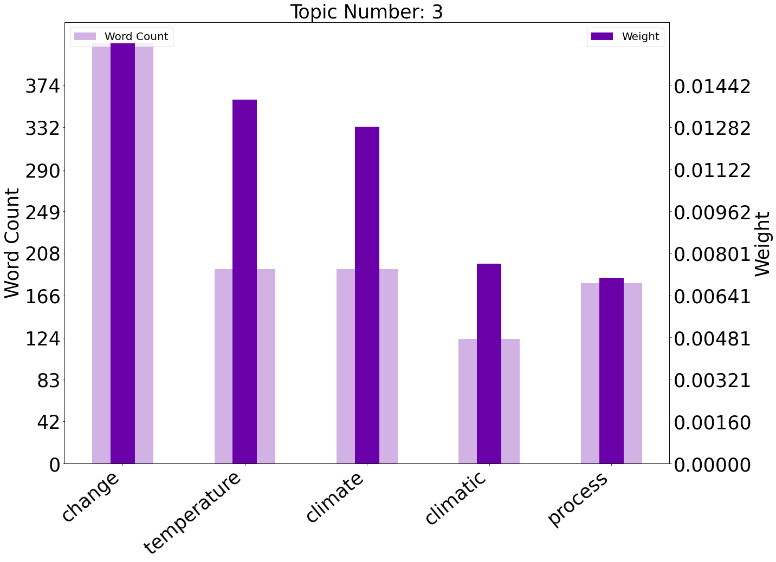 Topic Number: 3
Word Count
Weight
374
332
290
249
208
166
124
83
42
0
Word Count
0.01442
0.01282
0.01122
0.00962
0.00801
0.00641
0.00481
0.00321
0.00160
0.00000
Weight
change
temperature
climate
climatic
process